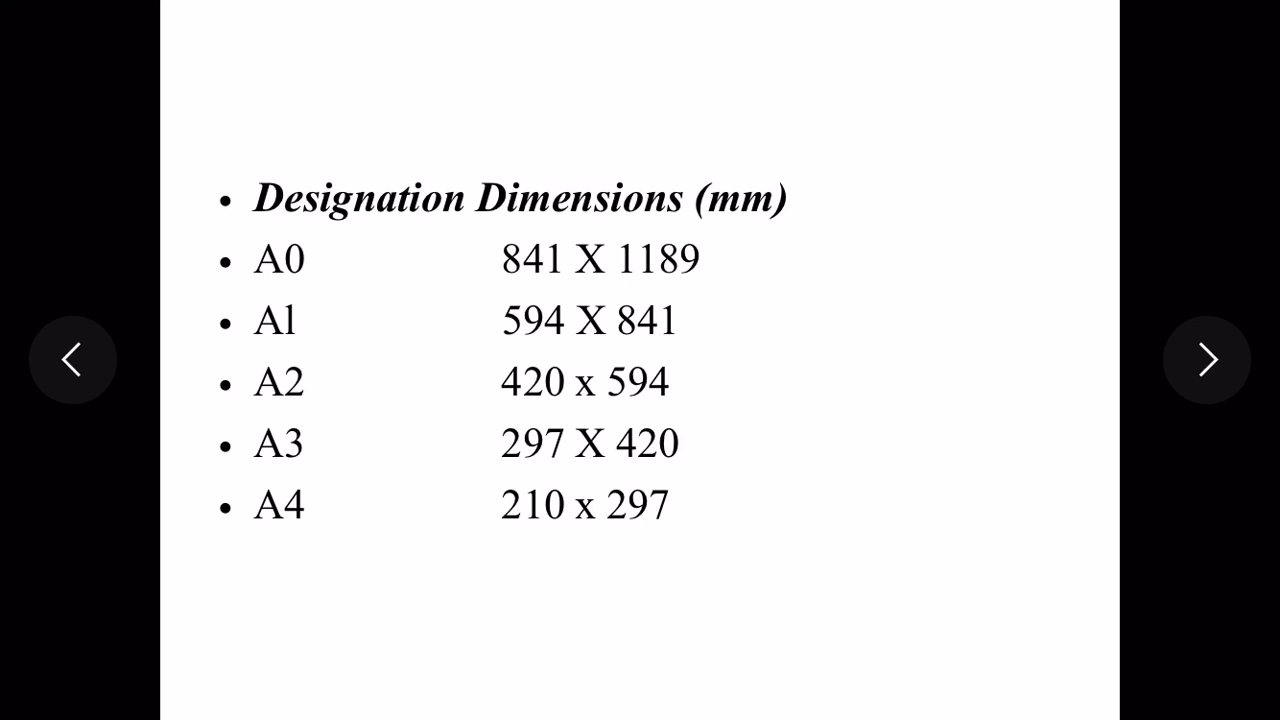 • Designation Dimensions (mm)
• A0 841 X 1189
• Al 594 X 841
• A2 420 x 594
• A3 297 X 420
• A4 210 x 297